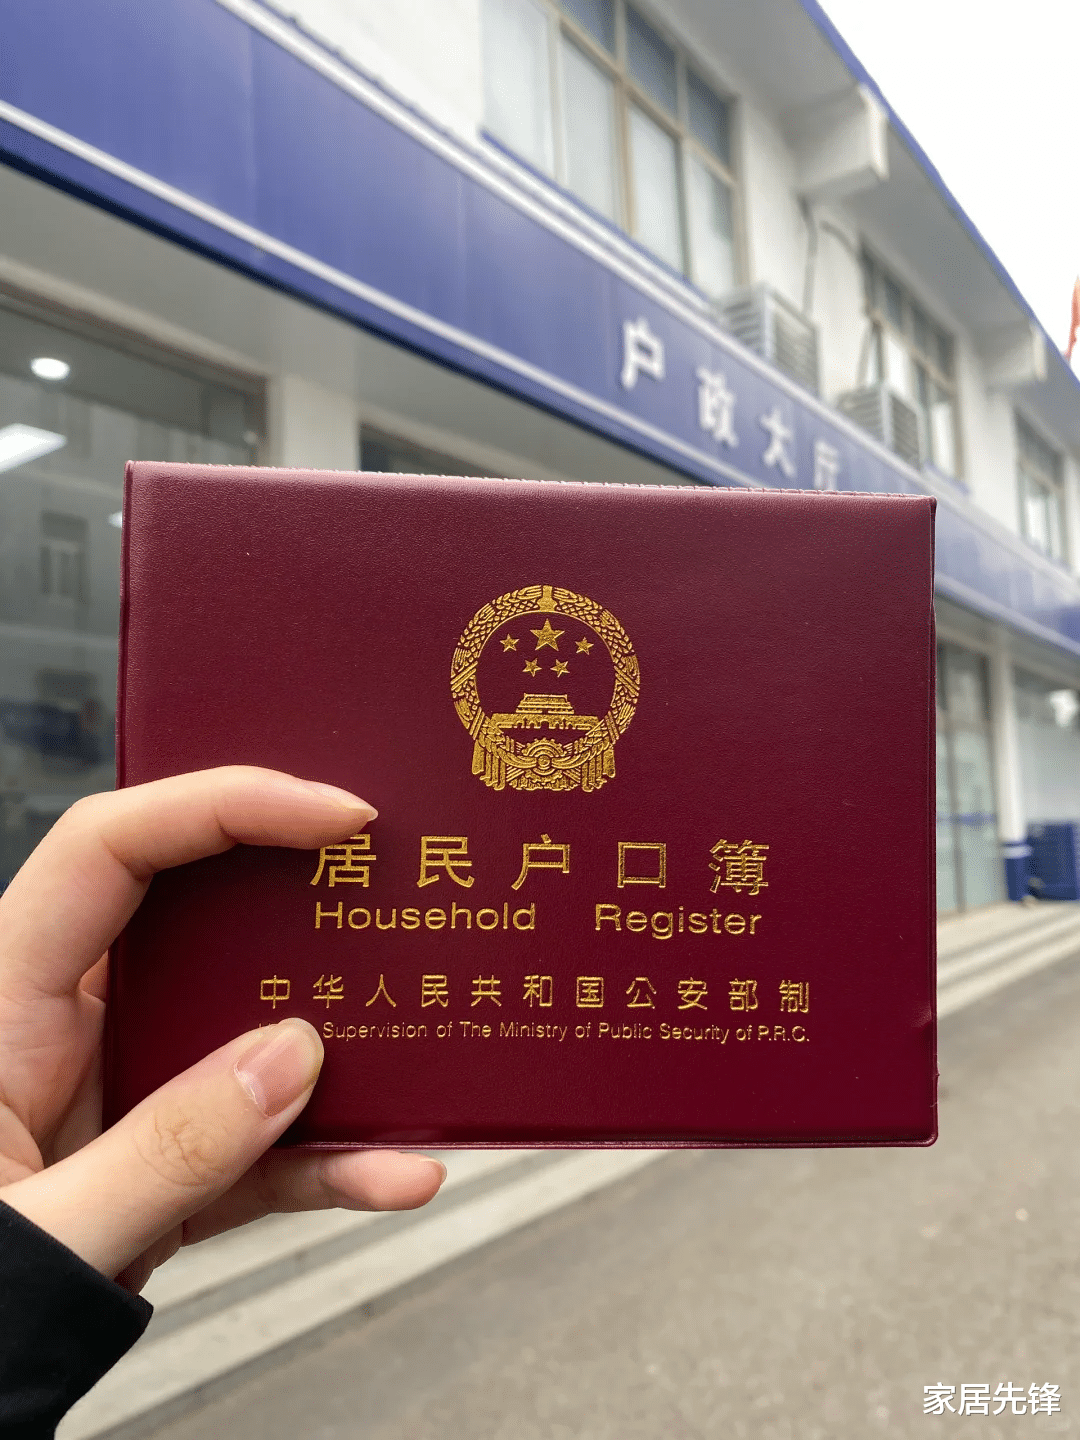 户政大厅
居民户口簿
Household Register
中华人民共和国公安部制
Supervision of The Ministry of Public Security of P.R.C.
家居先锋